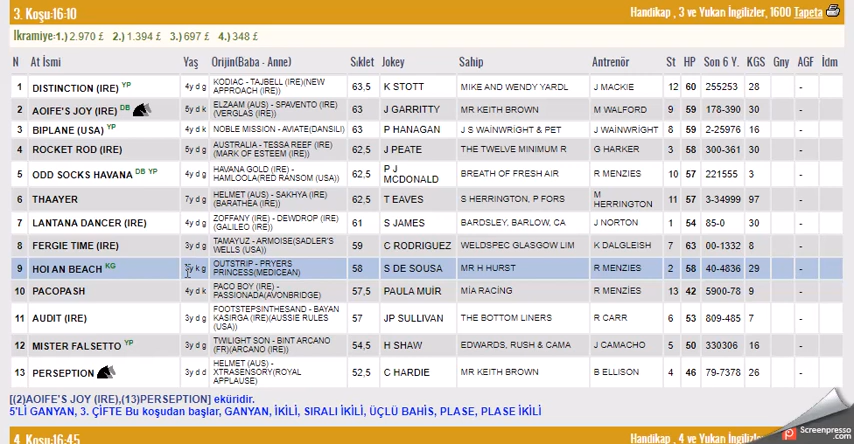 3. Koşu:16:10 Handikap , 3 ve Yukarı İngilizler, 1600 Tapeta
İkramiye:1.) 2.970 £ 2.) 1.394 £ 3.) 697 £ 4.) 348 £
N At İsmi Yaş Orijin(Baba - Anne) Sıklet Jokey Sahip Antrenör St HP Son 6 Y. KGS Gny AGF İdm
1 DISTINCTION (IRE) YP 4y d g KODIAC - TAJBELL (IRE)(NEW APPROACH (IRE)) 63,5 K STOTT MIKE AND WENDY YARDL J MACKIE 12 60 255253 28 -
2 AOIFE'S JOY (IRE) DB 5y d k ELZAAM (AUS) - SPAVENTO (IRE)(VERGLAS (IRE)) 63 J GARRITTY MR KEITH BROWN M WALFORD 9 59 178-390 30 -
3 BIPLANE (USA) YP 4y d k NOBLE MISSION - AVIATE(DANSILI) 63 P HANAGAN J S WAİNWRİGHT & PET J WAİNWRİGHT 8 59 2-25976 16 -
4 ROCKET ROD (IRE) 5y d g AUSTRALIA - TESSA REEF (IRE)(MARK OF ESTEEM (IRE)) 62,5 J PEATE THE TWELVE MINIMUM R G HARKER 3 58 300-361 30 -
5 ODD SOCKS HAVANA DB YP 4y d g HAVANA GOLD (IRE) - HAMLOOLA(RED RANSOM (USA)) 62,5 P J MCDONALD BREATH OF FRESH AIR R MENZIES 10 57 221555 3 -
6 THAAYER 7y d g HELMET (AUS) - SAKHYA (IRE)(BARATHEA (IRE)) 62,5 T EAVES S HERRINGTON, P FORS M HERRINGTON 11 57 3-34999 97 -
7 LANTANA DANCER (IRE) 4y d g ZOFFANY (IRE) - DEWDROP (IRE)(GALILEO (IRE)) 61 S JAMES BARDSLEY, BARLOW, CA J NORTON 1 54 85-0 30 -
8 FERGIE TIME (IRE) 3y d g TAMAYUZ - ARMOISE(SADLER'S WELLS (USA)) 59 C RODRIGUEZ WELDSPEC GLASGOW LIM K DALGLEISH 7 63 00-1332 8 -
9 HOI AN BEACH KG y k g OUTSTRIP - PRYERS PRINCESS(MEDICEAN) 58 S DE SOUSA MR H HURST R MENZIES 2 58 40-4836 29 -
10 PACOPASH 4y d k PACO BOY (IRE) - PASSIONADA(AVONBRIDGE) 57,5 PAULA MUİR MİA RACİNG R MENZİES 13 42 5900-78 9 -
11 AUDIT (IRE) 3y d g FOOTSTEPSINTHESAND - BAYAN KASIRGA (IRE)(AUSSIE RULES (USA)) 57 JP SULLIVAN THE BOTTOM LINERS R CARR 6 53 809-485 7 -
12 MISTER FALSETTO YP 3y d g TWILIGHT SON - BINT ARCANO (FR)(ARCANO (IRE)) 54,5 H SHAW EDWARDS, RUSH & CAMA J CAMACHO 5 50 330306 16 -
13 PERSEPTION 3y d d HELMET (AUS) - XTRASENSORY(ROYAL APPLAUSE) 52,5 C HARDIE MR KEITH BROWN B ELLISON 4 46 79-7378 26 -
[(2)AOIFE'S JOY (IRE),(13)PERSEPTION] eküridir.
5'Lİ GANYAN, 3. ÇİFTE Bu koşudan başlar, GANYAN, İKİLİ, SIRALI İKİLİ, ÜÇLÜ BAHİS, PLASE, PLASE İKİLİ
4. Koşu:16:45 Handikap , 4 ve Yukarı İngilizler
Screenpresso.com